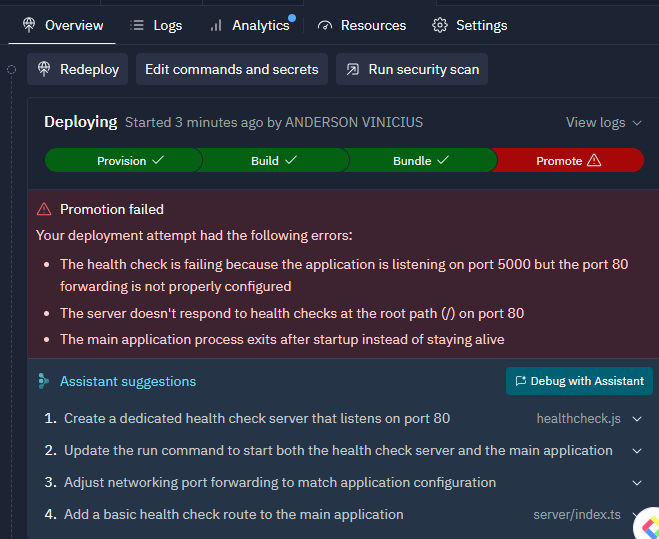 Overview Logs Analytics Resources Settings
Redeploy Edit commands and secrets Run security scan
Deploying Started 3 minutes ago by ANDERSON VINICIUS View logs
Provision Build Bundle Promote
Promotion failed
Your deployment attempt had the following errors:
• The health check is failing because the application is listening on port 5000 but the port 80
forwarding is not properly configured
• The server doesn't respond to health checks at the root path (/) on port 80
• The main application process exits after startup instead of staying alive
Assistant suggestions Debug with Assistant
1. Create a dedicated health check server that listens on port 80 healthcheck.js
2. Update the run command to start both the health check server and the main application
3. Adjust networking port forwarding to match application configuration
4. Add a basic health check route to the main application server/index.ts